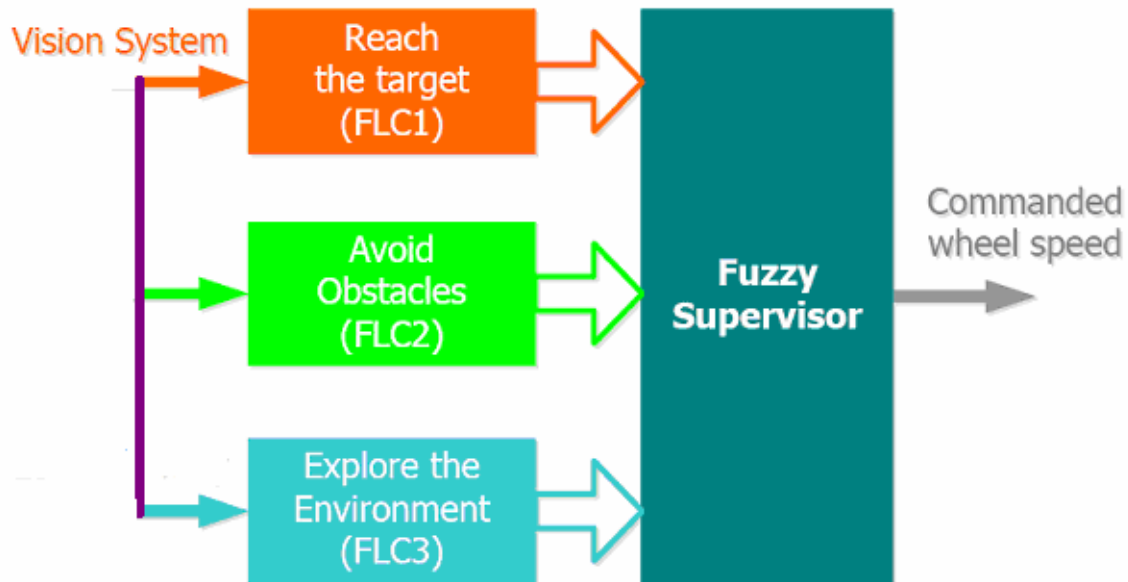 Vision System
Reach
the target
(FLC1)
Avoid
Obstacles
(FLC2)
Explore the
Environment
(FLC3)
Fuzzy
Supervisor
Commanded
wheel speed